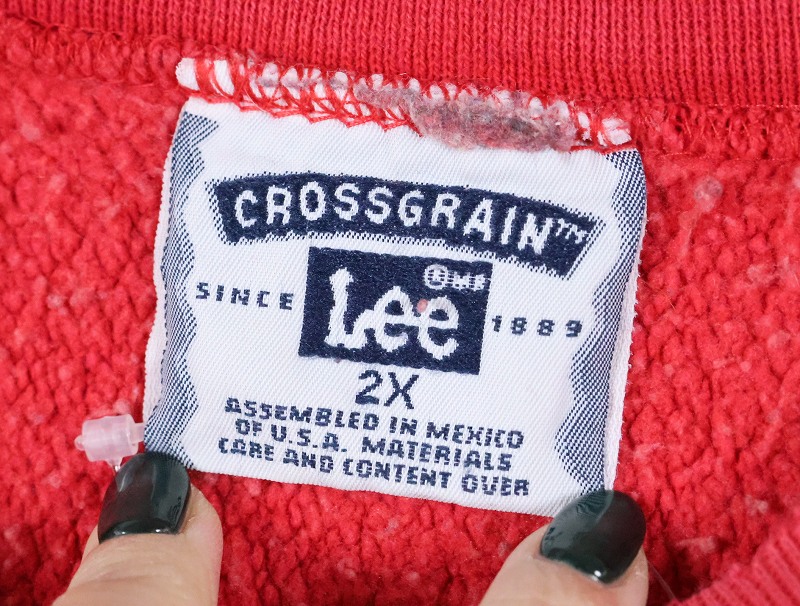 CROSSGRAIN™
SINCE Lee 1889
2X
ASSEMBLED IN MEXICO
OF U.S.A. MATERIALS
CARE AND CONTENT OVER